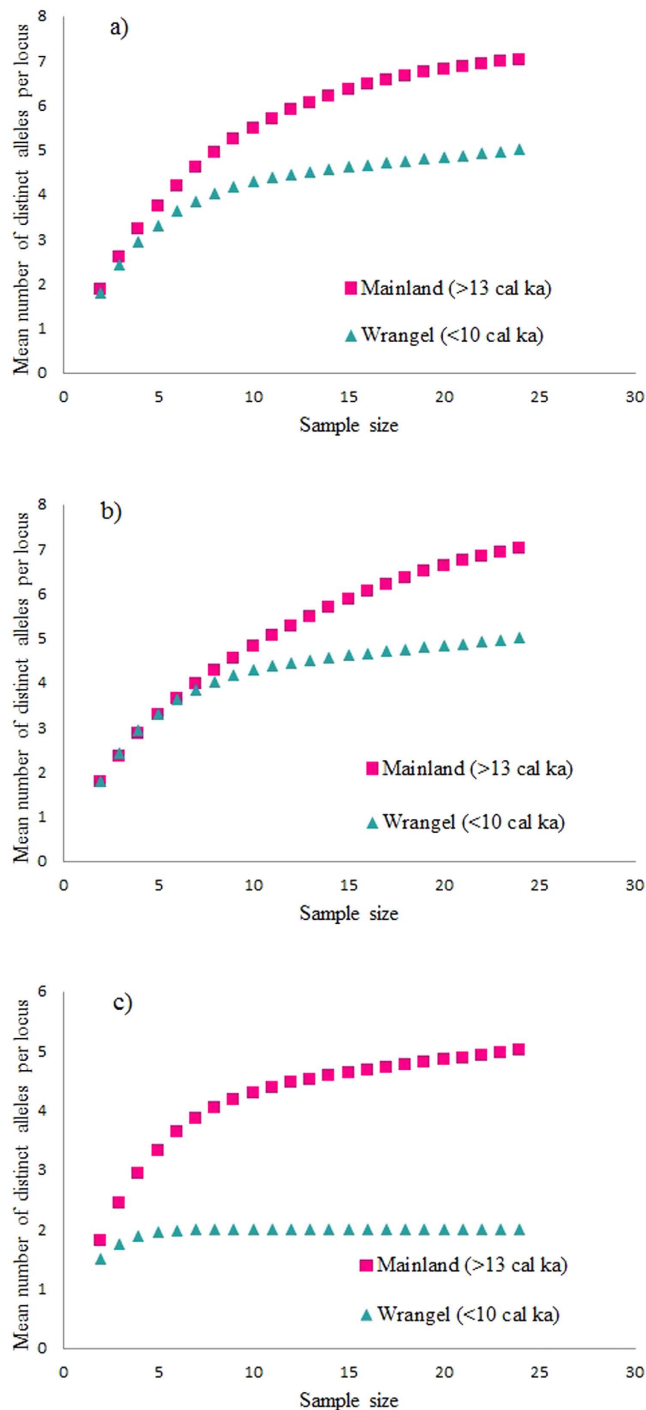 a)
Mean number of distinct alleles per locus
8
7
6
5
4
3
2
1
0
Mainland (>13 cal ka)
Wrangel (<10 cal ka)
0 5 10 15 20 25 30
Sample size
b)
Mean number of distinct alleles per locus
8
7
6
5
4
3
2
1
0
Mainland (>13 cal ka)
Wrangel (<10 cal ka)
0 5 10 15 20 25 30
Sample size
c)
Mean number of distinct alleles per locus
6
5
4
3
2
1
0
Mainland (>13 cal ka)
Wrangel (<10 cal ka)
0 5 10 15 20 25 30
Sample size